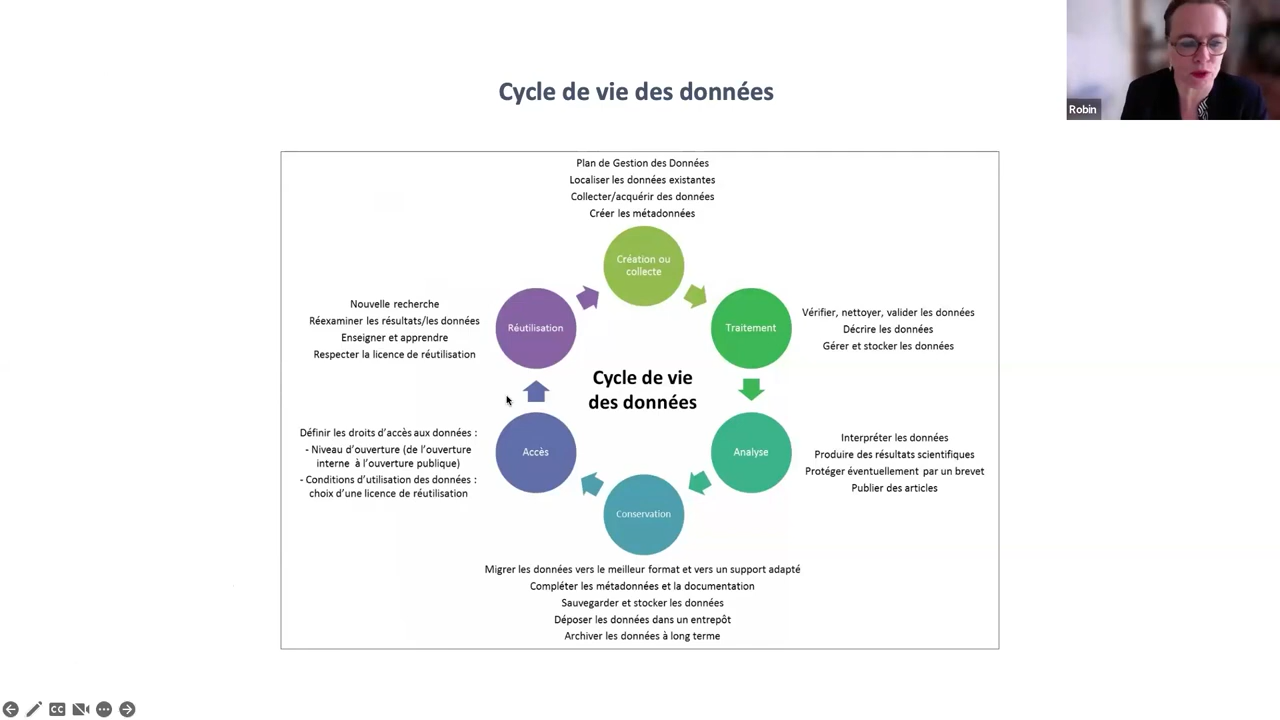 Cycle de vie des données
Robin
Plan de Gestion des Données
Localiser les données existantes
Collecter/acquérir des données
Créer les métadonnées
Création ou
collecte
Traitement
Vérifier, nettoyer, valider les données
Décrire les données
Gérer et stocker les données
Analyse
Interpréter les données
Produire des résultats scientifiques
Protéger éventuellement par un brevet
Publier des articles
Conservation
Migrer les données vers le meilleur format et vers un support adapté
Compléter les métadonnées et la documentation
Sauvegarder et stocker les données
Déposer les données dans un entrepôt
Archiver les données à long terme
Accès
Définir les droits d'accès aux données :
- Niveau d'ouverture (de l'ouverture
interne à l'ouverture publique)
- Conditions d'utilisation des données :
choix d'une licence de réutilisation
Réutilisation
Nouvelle recherche
Réexaminer les résultats/les données
Enseigner et apprendre
Respecter la licence de réutilisation
Cycle de vie
des données
CC